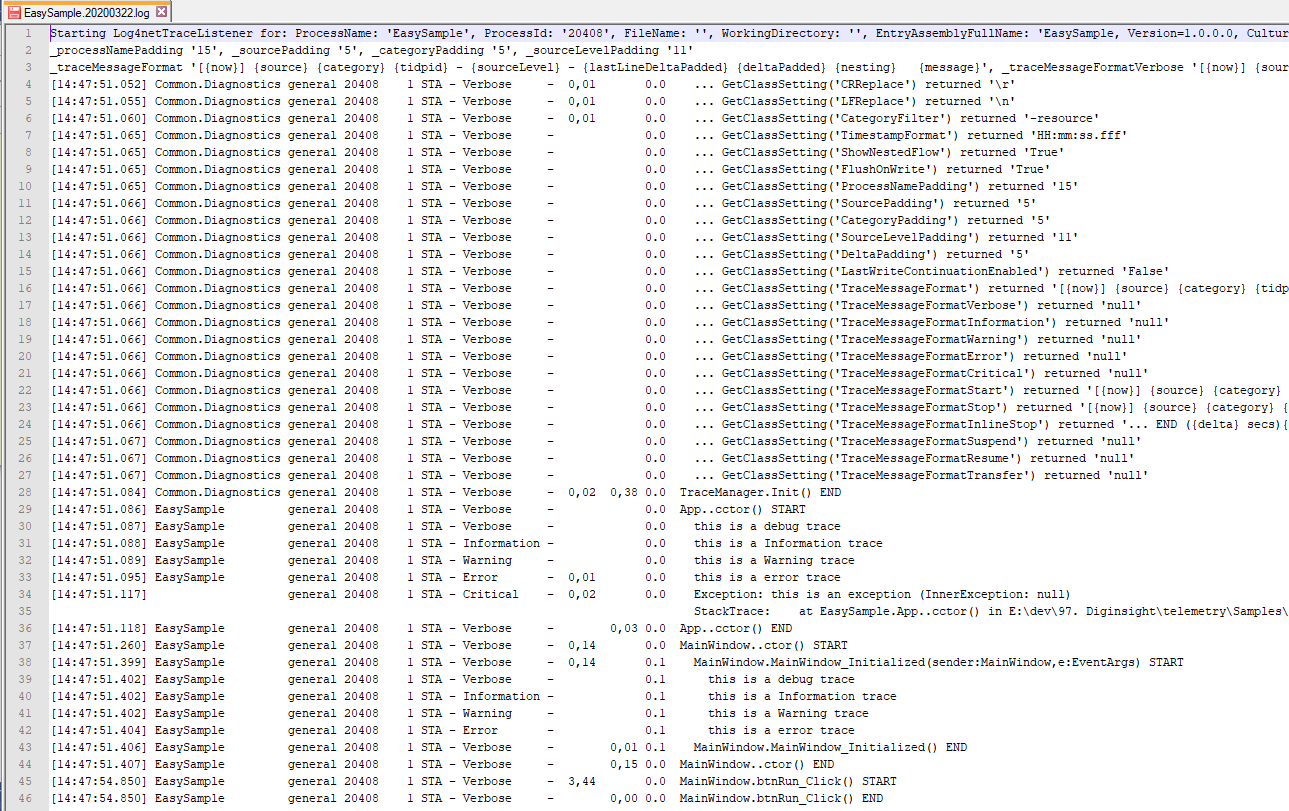 EasySample.20200322.log
1 Starting Log4netTraceListener for: ProcessName: 'EasySample', ProcessId: '20408', FileName: '', WorkingDirectory: '', EntryAssemblyFullName: 'EasySample, Version=1.0.0.0, Cultur
2 _processNamePadding '15', _sourcePadding '5', _categoryPadding '5', _sourceLevelPadding '11'
3 _traceMessageFormat '[{now}] {source} {category} {tidpid} - {sourceLevel} - {lastLineDeltaPadded} {deltaPadded} {nesting}   {message}', _traceMessageFormatVerbose '[{now}] {sour
4 [14:47:51.052] Common.Diagnostics general 20408    1 STA - Verbose     -  0,01       0.0    ... GetClassSetting('CRReplace') returned '\r'
5 [14:47:51.055] Common.Diagnostics general 20408    1 STA - Verbose     -  0,01       0.0    ... GetClassSetting('LFReplace') returned '\n'
6 [14:47:51.060] Common.Diagnostics general 20408    1 STA - Verbose     -  0,01       0.0    ... GetClassSetting('CategoryFilter') returned '-resource'
7 [14:47:51.065] Common.Diagnostics general 20408    1 STA - Verbose     -             0.0    ... GetClassSetting('TimestampFormat') returned 'HH:mm:ss.fff'
8 [14:47:51.065] Common.Diagnostics general 20408    1 STA - Verbose     -             0.0    ... GetClassSetting('ShowNestedFlow') returned 'True'
9 [14:47:51.065] Common.Diagnostics general 20408    1 STA - Verbose     -             0.0    ... GetClassSetting('FlushOnWrite') returned 'True'
10 [14:47:51.065] Common.Diagnostics general 20408    1 STA - Verbose     -             0.0    ... GetClassSetting('ProcessNamePadding') returned '15'
11 [14:47:51.066] Common.Diagnostics general 20408    1 STA - Verbose     -             0.0    ... GetClassSetting('SourcePadding') returned '5'
12 [14:47:51.066] Common.Diagnostics general 20408    1 STA - Verbose     -             0.0    ... GetClassSetting('CategoryPadding') returned '5'
13 [14:47:51.066] Common.Diagnostics general 20408    1 STA - Verbose     -             0.0    ... GetClassSetting('SourceLevelPadding') returned '11'
14 [14:47:51.066] Common.Diagnostics general 20408    1 STA - Verbose     -             0.0    ... GetClassSetting('DeltaPadding') returned '5'
15 [14:47:51.066] Common.Diagnostics general 20408    1 STA - Verbose     -             0.0    ... GetClassSetting('LastWriteContinuationEnabled') returned 'False'
16 [14:47:51.066] Common.Diagnostics general 20408    1 STA - Verbose     -             0.0    ... GetClassSetting('TraceMessageFormat') returned '[{now}] {source} {category} {tidp
17 [14:47:51.066] Common.Diagnostics general 20408    1 STA - Verbose     -             0.0    ... GetClassSetting('TraceMessageFormatVerbose') returned 'null'
18 [14:47:51.066] Common.Diagnostics general 20408    1 STA - Verbose     -             0.0    ... GetClassSetting('TraceMessageFormatInformation') returned 'null'
19 [14:47:51.066] Common.Diagnostics general 20408    1 STA - Verbose     -             0.0    ... GetClassSetting('TraceMessageFormatWarning') returned 'null'
20 [14:47:51.066] Common.Diagnostics general 20408    1 STA - Verbose     -             0.0    ... GetClassSetting('TraceMessageFormatError') returned 'null'
21 [14:47:51.066] Common.Diagnostics general 20408    1 STA - Verbose     -             0.0    ... GetClassSetting('TraceMessageFormatCritical') returned 'null'
22 [14:47:51.066] Common.Diagnostics general 20408    1 STA - Verbose     -             0.0    ... GetClassSetting('TraceMessageFormatStart') returned '[{now}] {source} {category}
23 [14:47:51.066] Common.Diagnostics general 20408    1 STA - Verbose     -             0.0    ... GetClassSetting('TraceMessageFormatStop') returned '[{now}] {source} {category} {
24 [14:47:51.066] Common.Diagnostics general 20408    1 STA - Verbose     -             0.0    ... GetClassSetting('TraceMessageFormatInlineStop') returned '... END ({delta} secs){
25 [14:47:51.067] Common.Diagnostics general 20408    1 STA - Verbose     -             0.0    ... GetClassSetting('TraceMessageFormatSuspend') returned 'null'
26 [14:47:51.067] Common.Diagnostics general 20408    1 STA - Verbose     -             0.0    ... GetClassSetting('TraceMessageFormatResume') returned 'null'
27 [14:47:51.067] Common.Diagnostics general 20408    1 STA - Verbose     -             0.0    ... GetClassSetting('TraceMessageFormatTransfer') returned 'null'
28 [14:47:51.084] Common.Diagnostics general 20408    1 STA - Verbose     -  0,02  0,38 0.0  TraceManager.Init() END
29 [14:47:51.086] EasySample         general 20408    1 STA - Verbose     -             0.0  App..cctor() START
30 [14:47:51.087] EasySample         general 20408    1 STA - Verbose     -             0.0    this is a debug trace
31 [14:47:51.088] EasySample         general 20408    1 STA - Information -             0.0    this is a Information trace
32 [14:47:51.089] EasySample         general 20408    1 STA - Warning     -             0.0    this is a Warning trace
33 [14:47:51.095] EasySample         general 20408    1 STA - Error       -  0,01       0.0    this is a error trace
34 [14:47:51.117]                    general 20408    1 STA - Critical    -  0,02       0.0    Exception: this is an exception (InnerException: null)
35 StackTrace:    at EasySample.App..cctor() in E:\dev\97. Diginsight\telemetry\Samples\
36 [14:47:51.118] EasySample         general 20408    1 STA - Verbose     -        0,03 0.0  App..cctor() END
37 [14:47:51.260] EasySample         general 20408    1 STA - Verbose     -  0,14       0.0  MainWindow..ctor() START
38 [14:47:51.399] EasySample         general 20408    1 STA - Verbose     -  0,14       0.1    MainWindow.MainWindow_Initialized(sender:MainWindow,e:EventArgs) START
39 [14:47:51.402] EasySample         general 20408    1 STA - Verbose     -             0.1      this is a debug trace
40 [14:47:51.402] EasySample         general 20408    1 STA - Information -             0.1      this is a Information trace
41 [14:47:51.402] EasySample         general 20408    1 STA - Warning     -             0.1      this is a Warning trace
42 [14:47:51.404] EasySample         general 20408    1 STA - Error       -             0.1      this is a error trace
43 [14:47:51.406] EasySample         general 20408    1 STA - Verbose     -        0,01 0.1    MainWindow.MainWindow_Initialized() END
44 [14:47:51.407] EasySample         general 20408    1 STA - Verbose     -        0,15 0.0  MainWindow..ctor() END
45 [14:47:54.850] EasySample         general 20408    1 STA - Verbose     -  3,44       0.0  MainWindow.btnRun_Click() START
46 [14:47:54.850] EasySample         general 20408    1 STA - Verbose     -        0,00 0.0  MainWindow.btnRun_Click() END